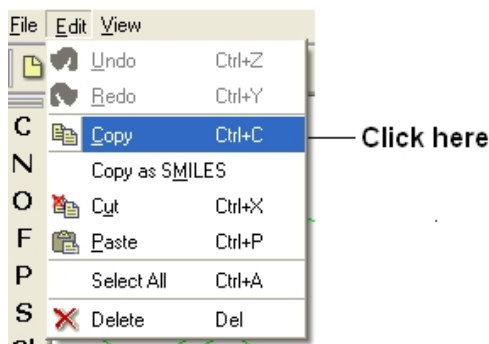 File Edit View
Undo Ctrl+Z
Redo Ctrl+Y
C
Copy Ctrl+C
Click here
N
Copy as SMILES
O
Cut Ctrl+X
F
Paste Ctrl+P
P
Select All Ctrl+A
S
Delete Del